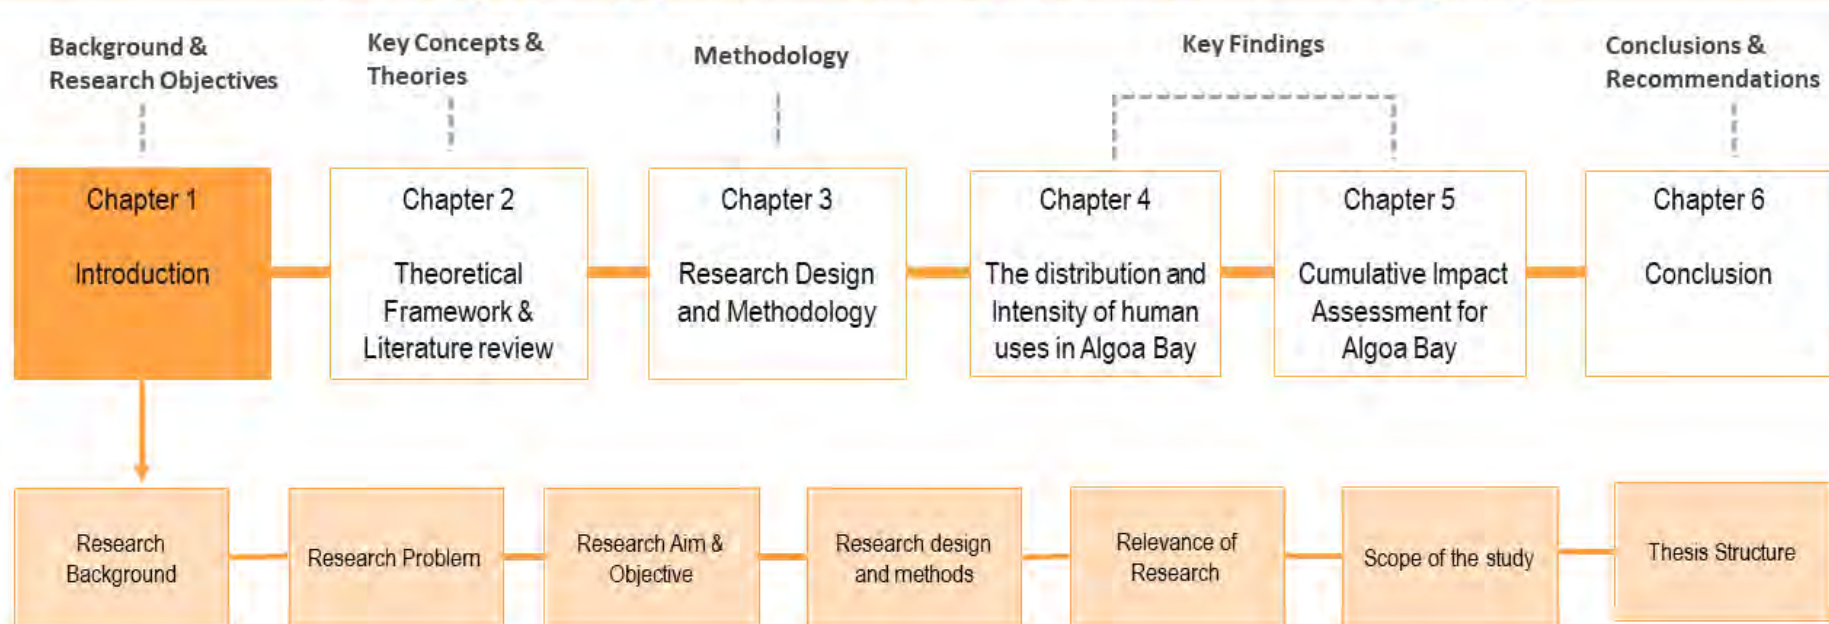 Background &
Research Objectives
Key Concepts &
Theories
Methodology
Key Findings
Conclusions &
Recommendations
Chapter 1
Introduction
Chapter 2
Theoretical
Framework &
Literature review
Chapter 3
Research Design
and Methodology
Chapter 4
The distribution and
Intensity of human
uses in Algoa Bay
Chapter 5
Cumulative Impact
Assessment for
Algoa Bay
Chapter 6
Conclusion
Research
Background
Research Problem
Research Aim &
Objective
Research design
and methods
Relevance of
Research
Scope of the study
Thesis Structure